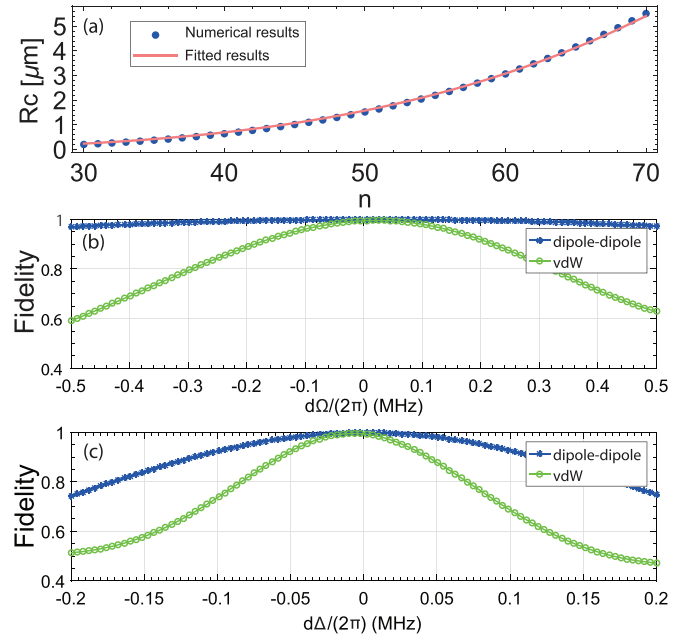 (a)
Numerical results
Fitted results
Rc [μm]
5
4
3
2
1
0
30 40 50 60 70
n
(b)
dipole-dipole
vdW
Fidelity
1
0.8
0.6
0.4
-0.5 -0.4 -0.3 -0.2 -0.1 0 0.1 0.2 0.3 0.4 0.5
dΩ/(2π) (MHz)
(c)
dipole-dipole
vdW
Fidelity
1
0.8
0.6
0.4
-0.2 -0.15 -0.1 -0.05 0 0.05 0.1 0.15 0.2
dΔ/(2π) (MHz)